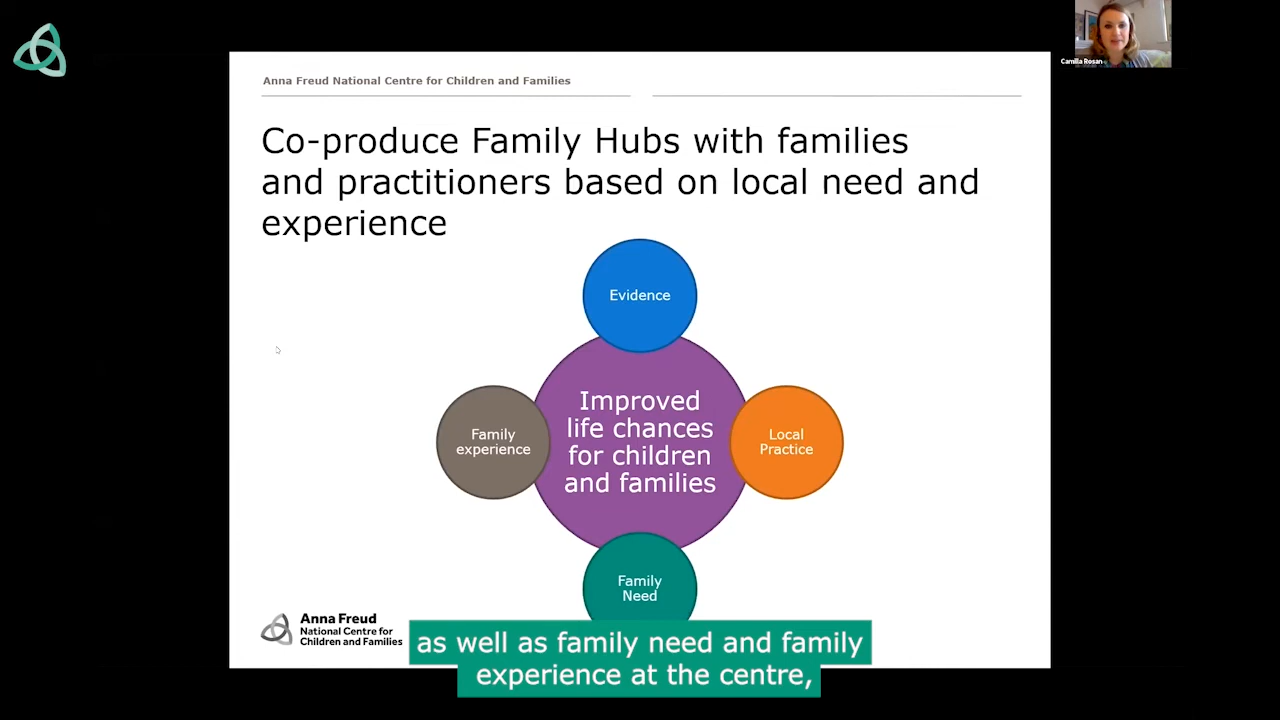 Camilla Rosan
Anna Freud National Centre for Children and Families
Co-produce Family Hubs with families
and practitioners based on local need and
experience
Evidence
Family
experience
Improved
life chances
for children
and families
Local
Practice
Family
Need
Anna Freud
National Centre for
Children and Families
as well as family need and family
experience at the centre,